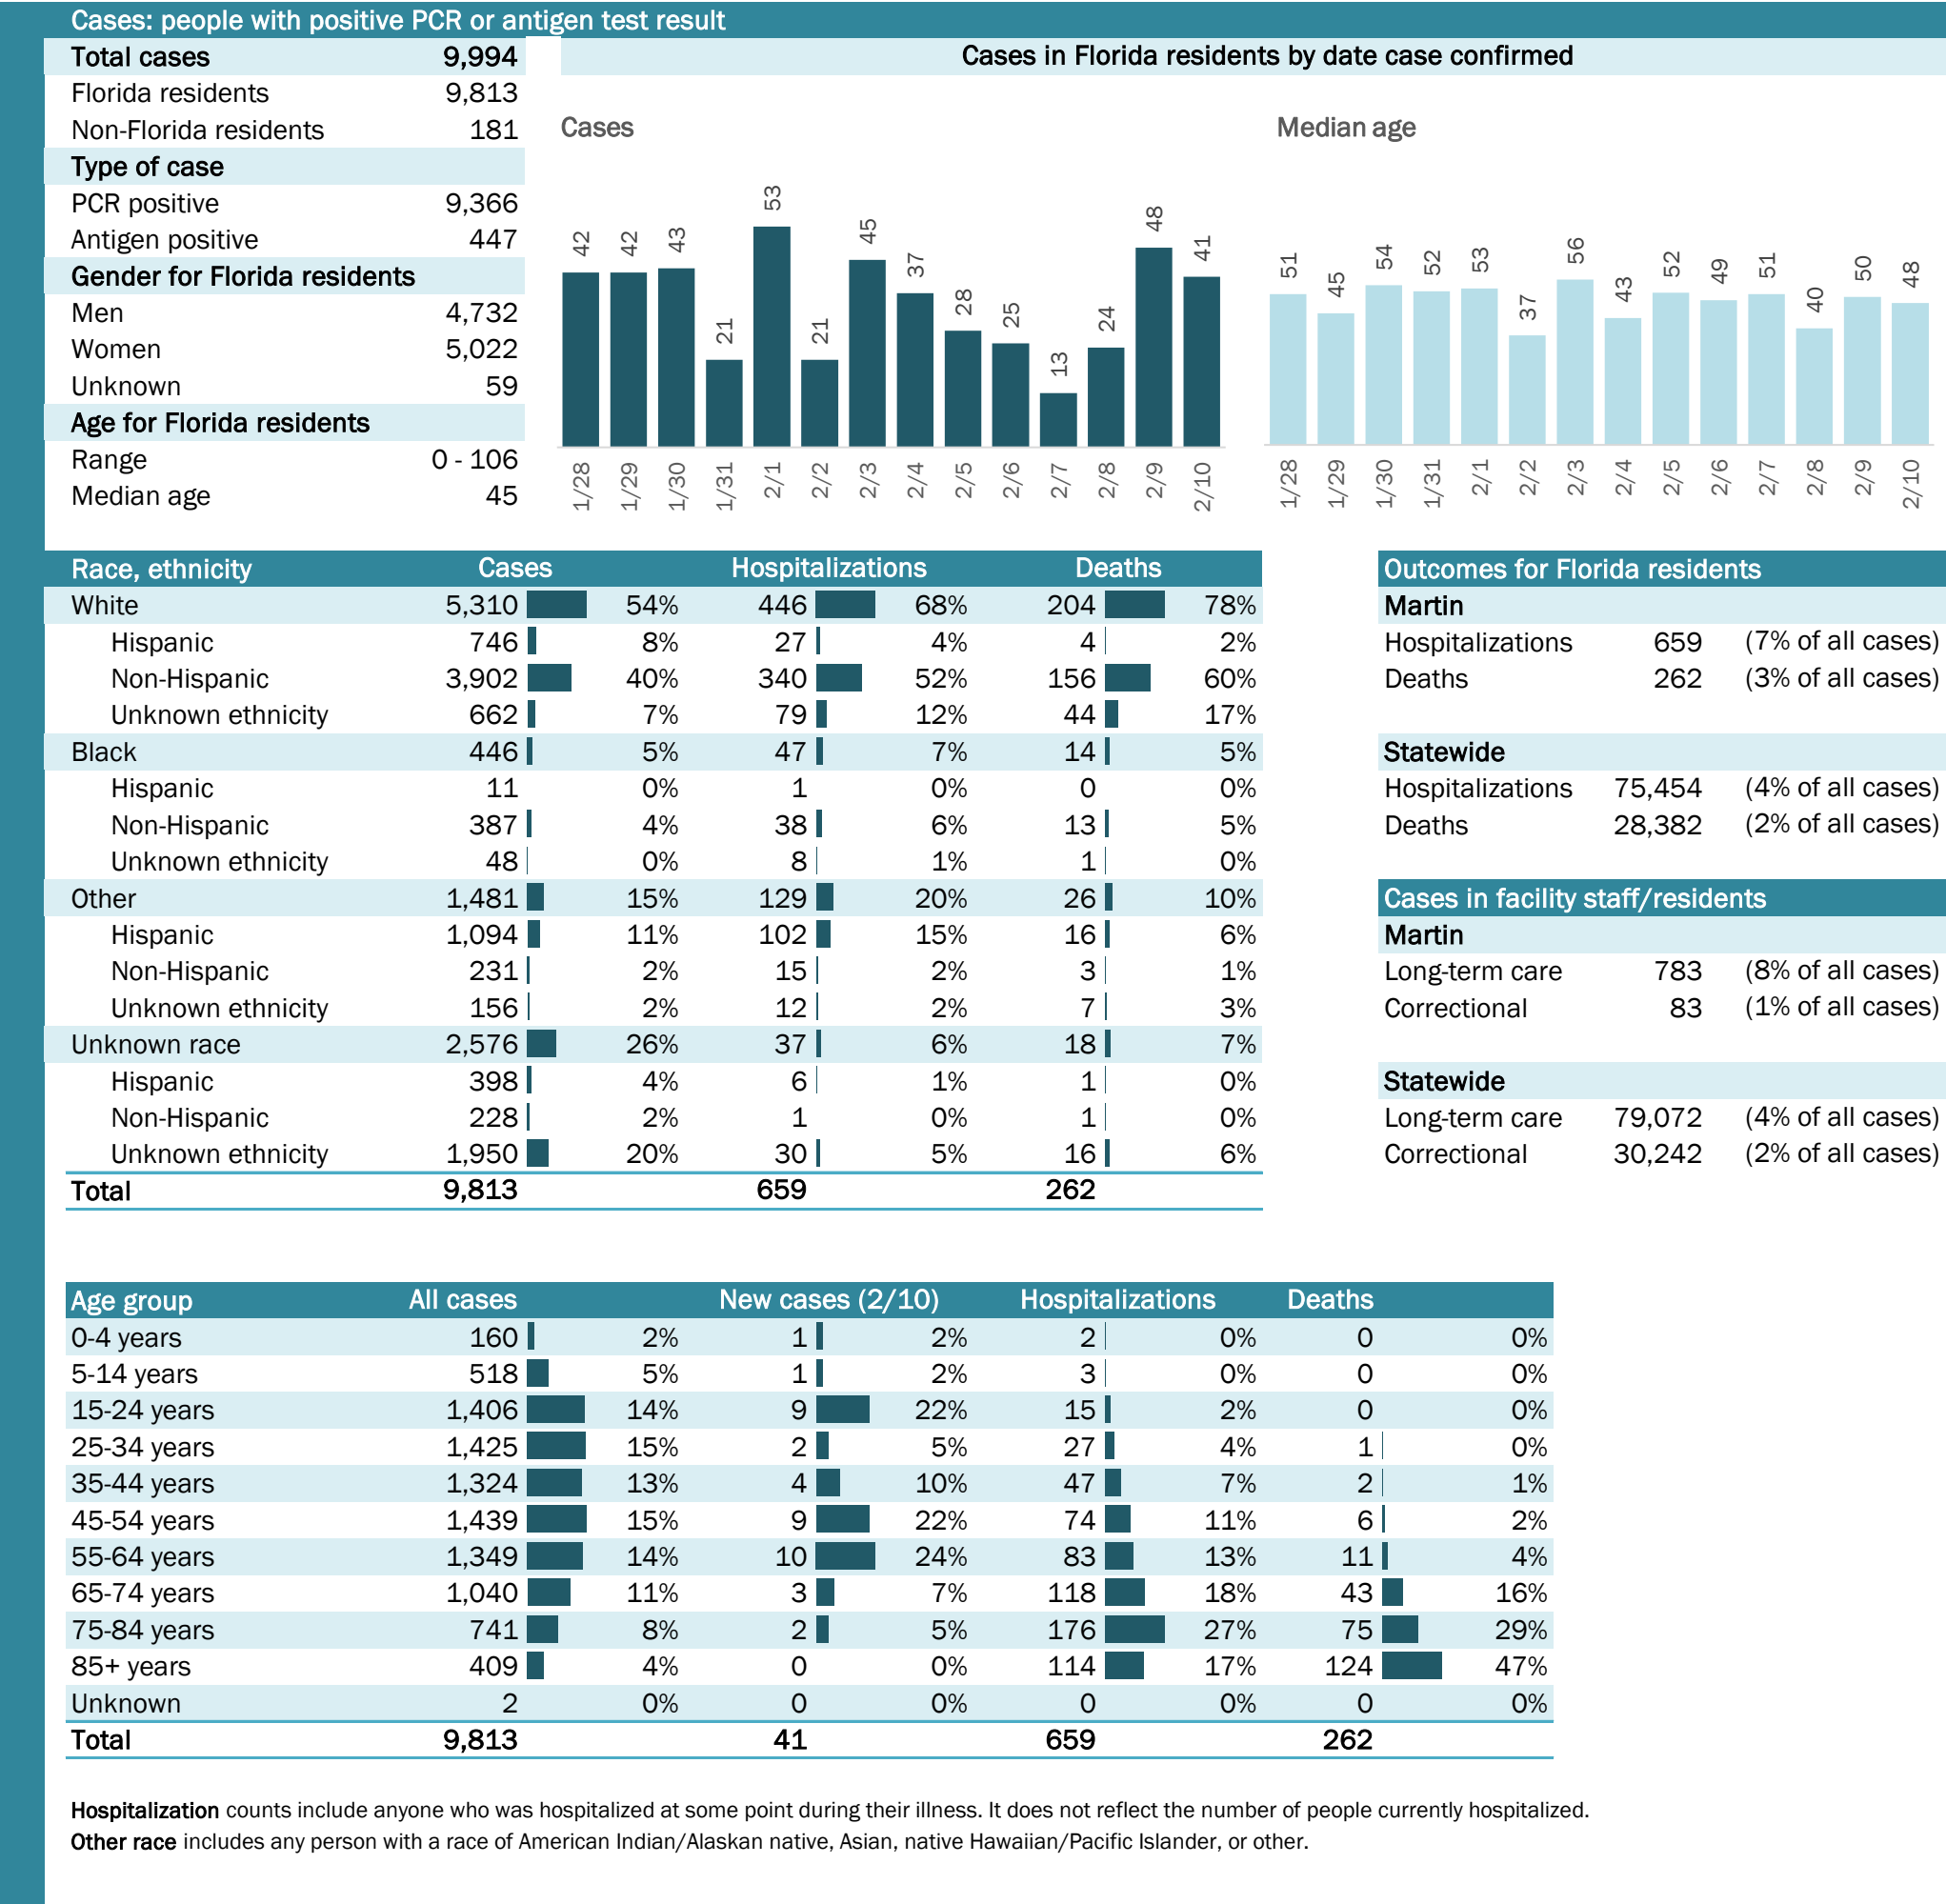 Cases: people with positive PCR or antigen test result
Total cases 9,994
Florida residents 9,813
Non-Florida residents 181
Type of case
PCR positive 9,366
Antigen positive 447
Gender for Florida residents
Men 4,732
Women 5,022
Unknown 59
Age for Florida residents
Range 0 - 106
Median age 45
Cases in Florida residents by date case confirmed
Cases
42 42 43 21 53 21 45 37 28 25 13 24 48 41
1/28 1/29 1/30 1/31 2/1 2/2 2/3 2/4 2/5 2/6 2/7 2/8 2/9 2/10
Median age
51 45 54 52 53 37 56 43 52 49 51 40 50 48
1/28 1/29 1/30 1/31 2/1 2/2 2/3 2/4 2/5 2/6 2/7 2/8 2/9 2/10
Race, ethnicity Cases Hospitalizations Deaths
White 5,310 54% 446 68% 204 78%
Hispanic 746 8% 27 4% 4 2%
Non-Hispanic 3,902 40% 340 52% 156 60%
Unknown ethnicity 662 7% 79 12% 44 17%
Black 446 5% 47 7% 14 5%
Hispanic 11 0% 1 0% 0 0%
Non-Hispanic 387 4% 38 6% 13 5%
Unknown ethnicity 48 0% 8 1% 1 0%
Other 1,481 15% 129 20% 26 10%
Hispanic 1,094 11% 102 15% 16 6%
Non-Hispanic 231 2% 15 2% 3 1%
Unknown ethnicity 156 2% 12 2% 7 3%
Unknown race 2,576 26% 37 6% 18 7%
Hispanic 398 4% 6 1% 1 0%
Non-Hispanic 228 2% 1 0% 1 0%
Unknown ethnicity 1,950 20% 30 5% 16 6%
Total 9,813 659 262
Outcomes for Florida residents
Martin
Hospitalizations 659 (7% of all cases)
Deaths 262 (3% of all cases)
Statewide
Hospitalizations 75,454 (4% of all cases)
Deaths 28,382 (2% of all cases)
Cases in facility staff/residents
Martin
Long-term care 783 (8% of all cases)
Correctional 83 (1% of all cases)
Statewide
Long-term care 79,072 (4% of all cases)
Correctional 30,242 (2% of all cases)
Age group All cases New cases (2/10) Hospitalizations Deaths
0-4 years 160 2% 1 2% 2 0% 0 0%
5-14 years 518 5% 1 2% 3 0% 0 0%
15-24 years 1,406 14% 9 22% 15 2% 0 0%
25-34 years 1,425 15% 2 5% 27 4% 1 0%
35-44 years 1,324 13% 4 10% 47 7% 2 1%
45-54 years 1,439 15% 9 22% 74 11% 6 2%
55-64 years 1,349 14% 10 24% 83 13% 11 4%
65-74 years 1,040 11% 3 7% 118 18% 43 16%
75-84 years 741 8% 2 5% 176 27% 75 29%
85+ years 409 4% 0 0% 114 17% 124 47%
Unknown 2 0% 0 0% 0 0% 0 0%
Total 9,813 41 659 262
Hospitalization counts include anyone who was hospitalized at some point during their illness. It does not reflect the number of people currently hospitalized.
Other race includes any person with a race of American Indian/Alaskan native, Asian, native Hawaiian/Pacific Islander, or other.